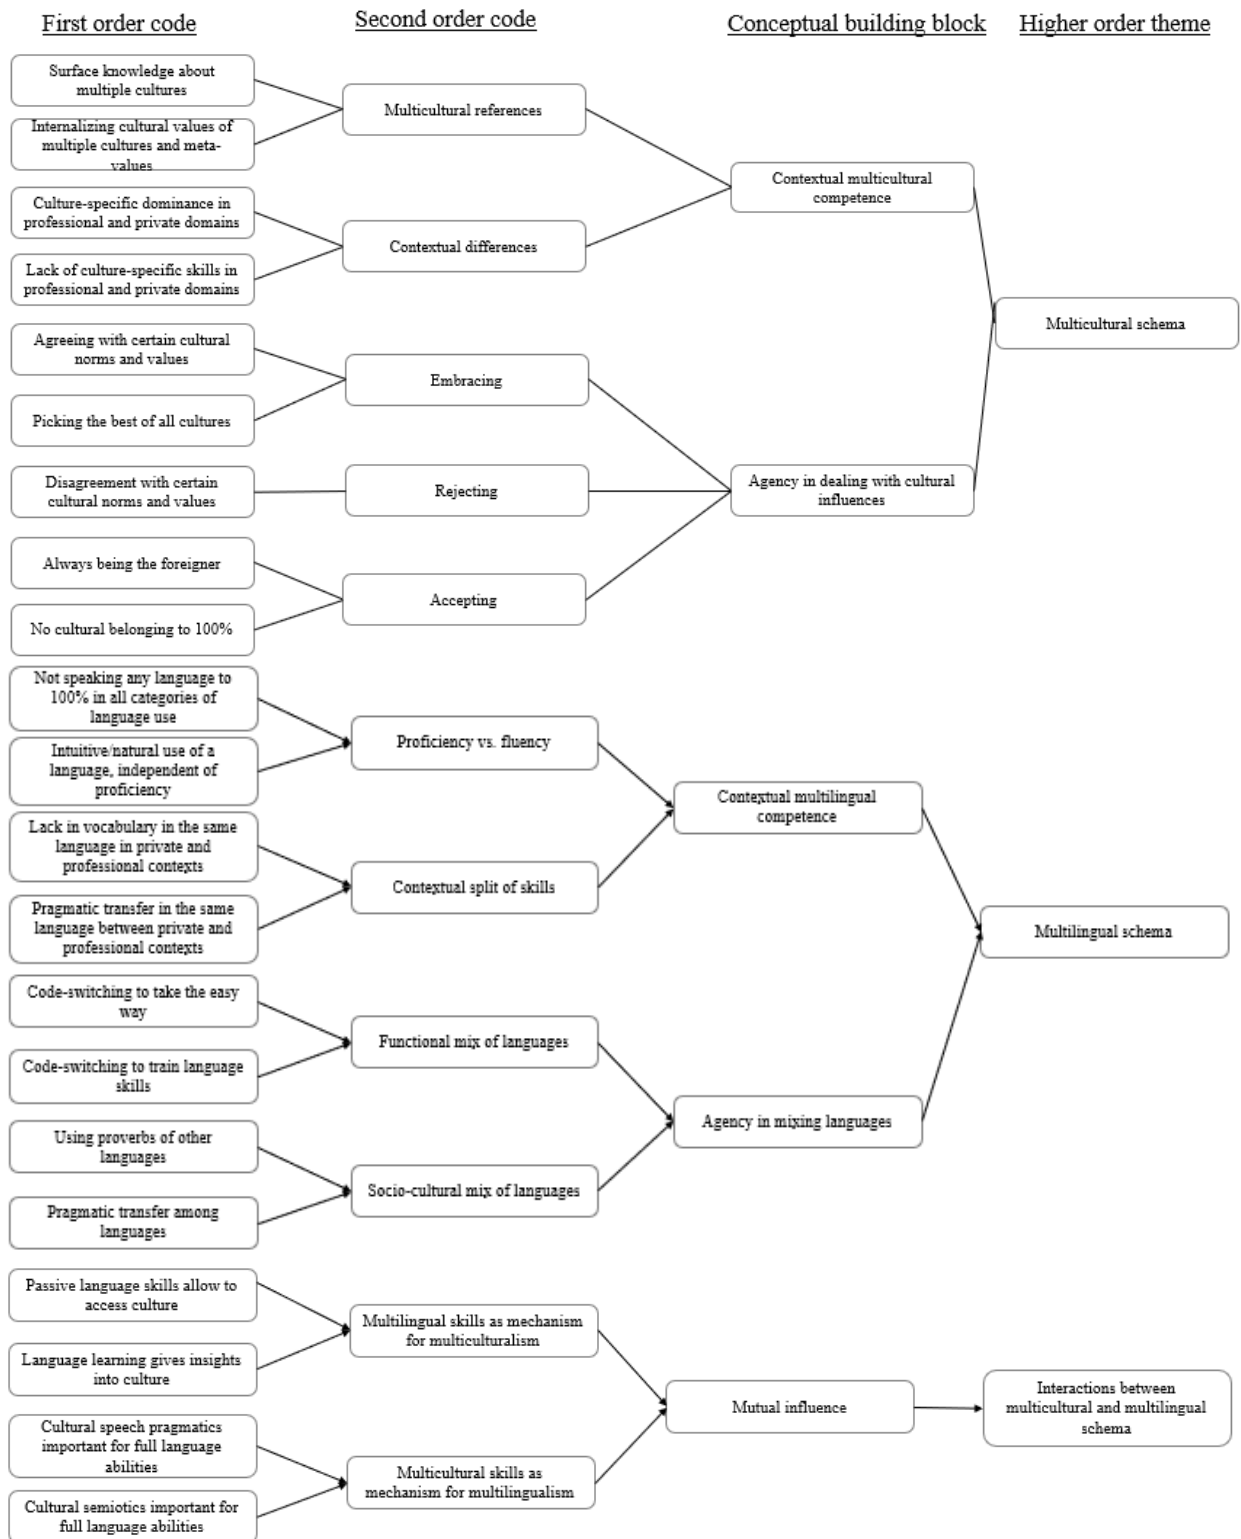 First order code
Second order code
Conceptual building block
Higher order theme
Surface knowledge about
multiple cultures
Internalizing cultural values of
multiple cultures and meta-
values
Culture-specific dominance in
professional and private domains
Lack of culture-specific skills in
professional and private domains
Agreeing with certain cultural
norms and values
Picking the best of all cultures
Disagreement with certain
cultural norms and values
Always being the foreigner
No cultural belonging to 100%
Multicultural references
Contextual differences
Embracing
Rejecting
Accepting
Contextual multicultural
competence
Agency in dealing with cultural
influences
Multicultural schema
Not speaking any language to
100% in all categories of
language use
Intuitive/natural use of a
language, independent of
proficiency
Lack in vocabulary in the same
language in private and
professional contexts
Pragmatic transfer in the same
language between private and
professional contexts
Code-switching to take the easy
way
Code-switching to train language
skills
Using proverbs of other
languages
Pragmatic transfer among
languages
Proficiency vs. fluency
Contextual split of skills
Functional mix of languages
Socio-cultural mix of languages
Contextual multilingual
competence
Agency in mixing languages
Multilingual schema
Passive language skills allow to
access culture
Language learning gives insights
into culture
Cultural speech pragmatics
important for full language
abilities
Cultural semiotics important for
full language abilities
Multilingual skills as mechanism
for multiculturalism
Multicultural skills as
mechanism for multilingualism
Mutual influence
Interactions between
multicultural and multilingual
schema